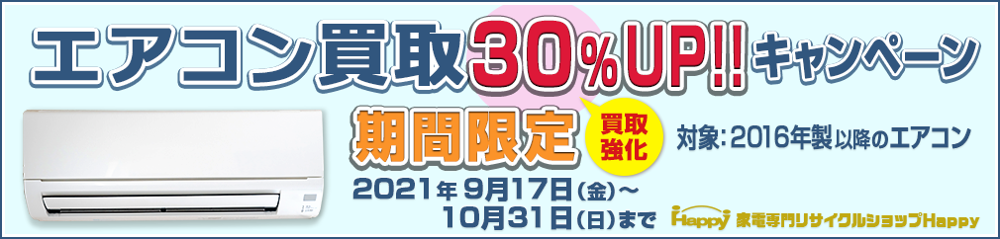 エアコン買取30%UP!!キャンペーン
期間限定
買取
強化
対象：2016年製以降のエアコン
2021年9月17日（金）～
10月31日（日）まで
Happy 家電専門リサイクルショップHappy